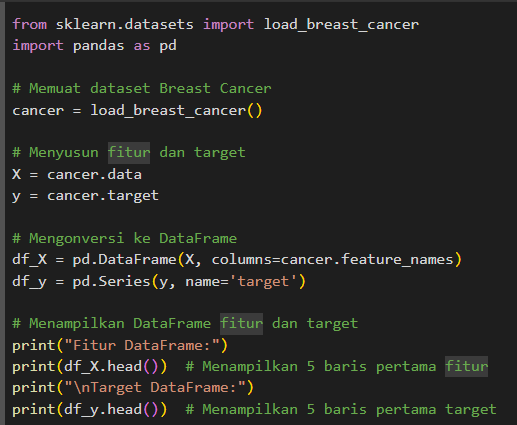 from sklearn.datasets import load_breast_cancer
import pandas as pd
# Memuat dataset Breast Cancer
cancer = load_breast_cancer()
# Menyusun fitur dan target
X = cancer.data
y = cancer.target
# Mengonversi ke DataFrame
df_X = pd.DataFrame(X, columns=cancer.feature_names)
df_y = pd.Series(y, name='target')
# Menampilkan DataFrame fitur dan target
print("Fitur DataFrame:")
print(df_X.head())  # Menampilkan 5 baris pertama fitur
print("\nTarget DataFrame:")
print(df_y.head())  # Menampilkan 5 baris pertama target